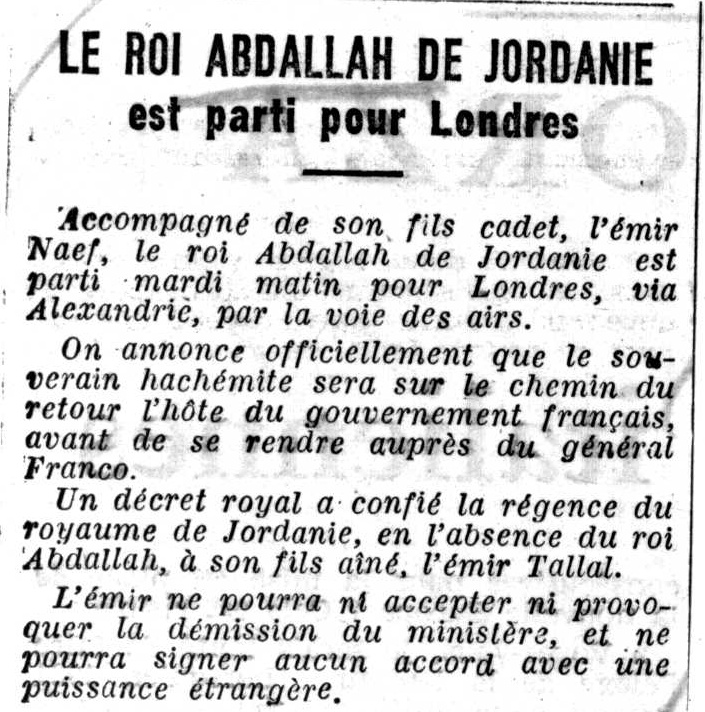 LE ROI ABDALLAH DE JORDANIE
est parti pour Londres
Accompagné de son fils cadet, l'émir
Naef, le roi Abdallah de Jordanie est
parti mardi matin pour Londres, via
Alexandrie, par la voie des airs.
On annonce officiellement que le sou-
verain hachémite sera sur le chemin du
retour l'hôte du gouvernement français,
avant de se rendre auprès du général
Franco.
Un décret royal a confié la régence du
royaume de Jordanie, en l'absence du roi
Abdallah, à son fils aîné, l'émir Tallal.
L'émir ne pourra ni accepter ni provo-
quer la démission du ministère, et ne
pourra signer aucun accord avec une
puissance étrangère.